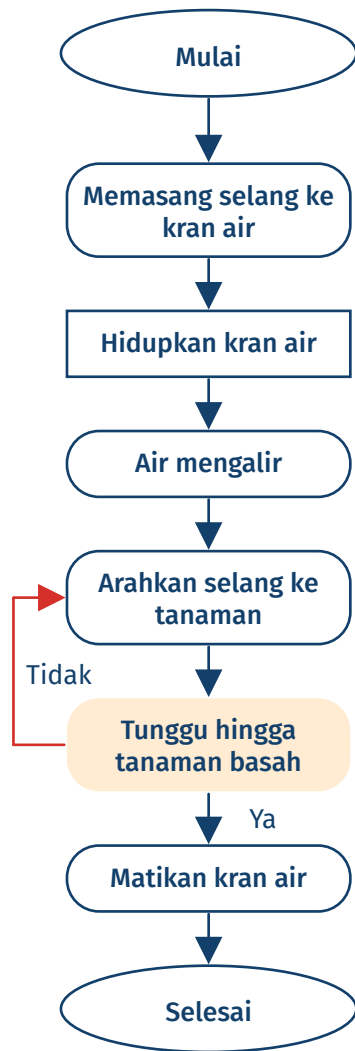 Mulai
Memasang selang ke
kran air
Hidupkan kran air
Air mengalir
Arahkan selang ke
tanaman
Tidak
Tunggu hingga
tanaman basah
Ya
Matikan kran air
Selesai